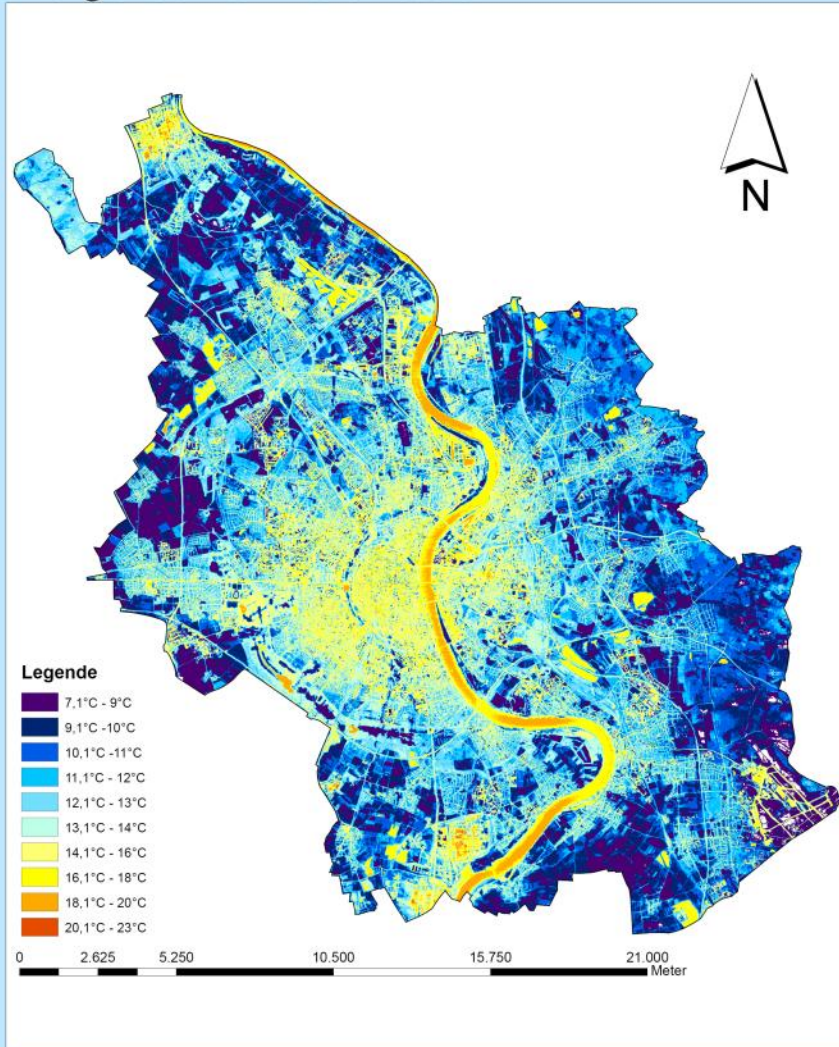 N
Legende
7,1°C - 9°C
9,1°C -10°C
10,1°C -11°C
11,1°C - 12°C
12,1°C - 13°C
13,1°C - 14°C
14,1°C - 16°C
16,1°C - 18°C
18,1°C - 20°C
20,1°C - 23°C
0 2.625 5.250 10.500 15.750 21.000
Meter